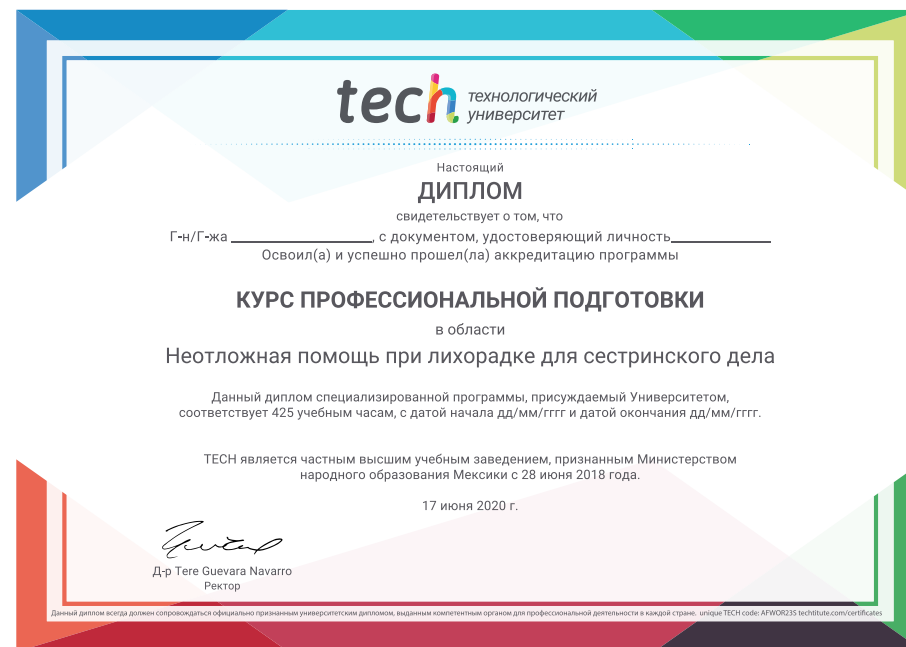 tech технологический
университет
Настоящий
ДИПЛОМ
свидетельствует о том, что
Г-н/Г-жа ____________________, с документом, удостоверяющий личность______________
Освоил(а) и успешно прошел(ла) аккредитацию программы
КУРС ПРОФЕССИОНАЛЬНОЙ ПОДГОТОВКИ
в области
Неотложная помощь при лихорадке для сестринского дела
Данный диплом специализированной программы, присуждаемый Университетом,
соответствует 425 учебным часам, с датой начала дд/мм/гггг и датой окончания дд/мм/гггг.
TECH является частным высшим учебным заведением, признанным Министерством
народного образования Мексики с 28 июня 2018 года.
17 июня 2020 г.
Д-р Tere Guevara Navarro
Ректор
Данный диплом всегда должен сопровождаться официально признанным университетским дипломом, выданным компетентным органом для профессиональной деятельности в каждой стране. unique TECH code: AFWOR23S techtitute.com/certificates